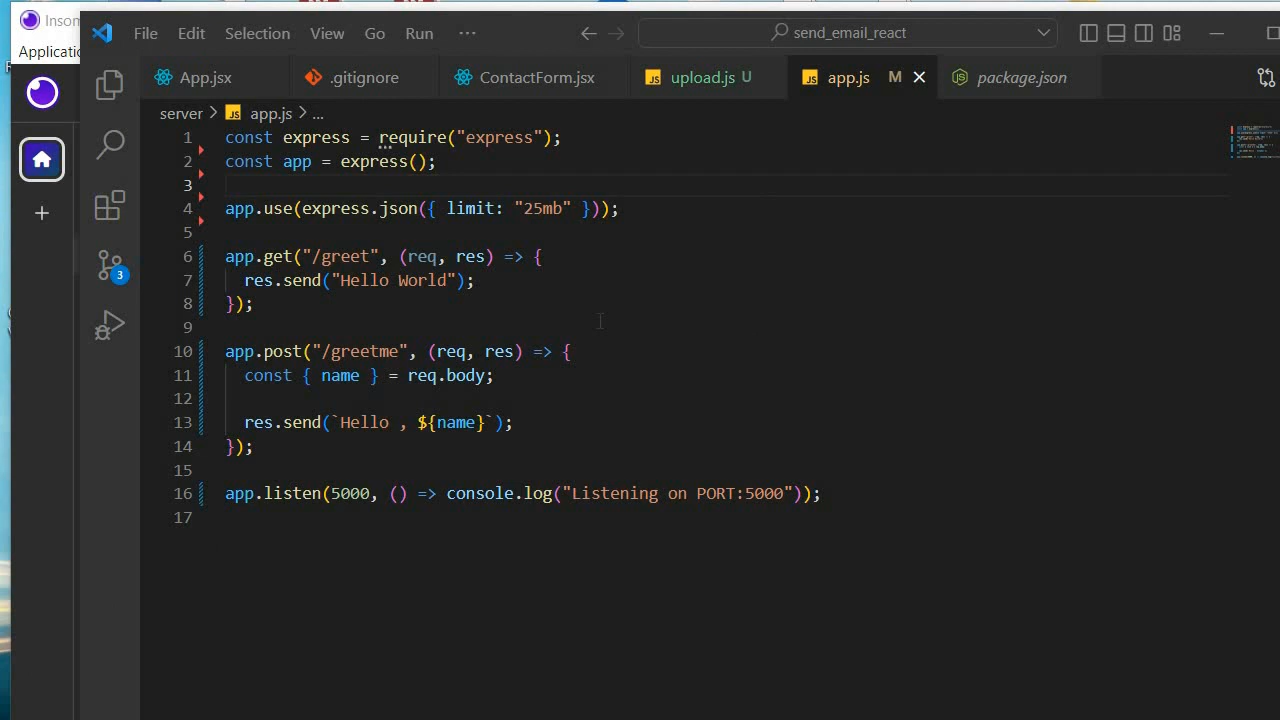 Insom
Applicatio
File Edit Selection View Go Run ···
send_email_react
App.jsx .gitignore ContactForm.jsx upload.js U app.js M package.json
server > app.js > ...
1 const express = require("express");
2 const app = express();
3
4 app.use(express.json({ limit: "25mb" }));
5
6 app.get("/greet", (req, res) => {
7 res.send("Hello World");
8 });
9
10 app.post("/greetme", (req, res) => {
11 const { name } = req.body;
12
13 res.send(`Hello , ${name}`);
14 });
15
16 app.listen(5000, () => console.log("Listening on PORT:5000"));
17
3